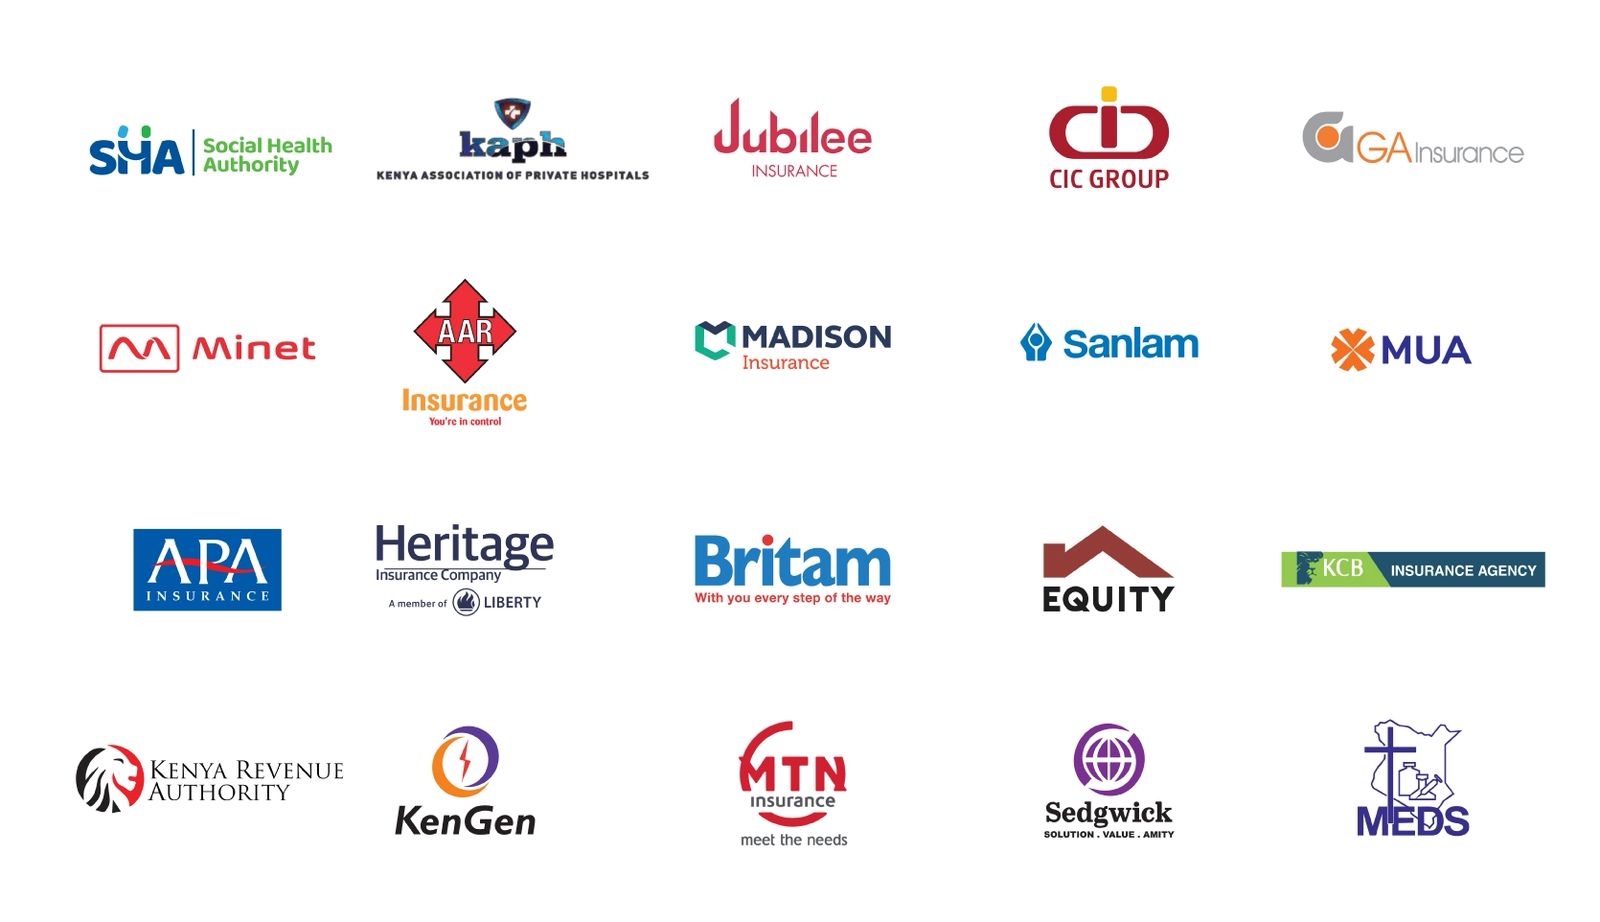 SHA
Social Health
Authority
kaph
KENYA ASSOCIATION OF PRIVATE HOSPITALS
Jubilee
INSURANCE
CIC
CIC GROUP
GA Insurance
Minet
AAR
Insurance
You're in control
MADISON
Insurance
Sanlam
MUA
APA
INSURANCE
Heritage
Insurance Company
A member of LIBERTY
Britam
With you every step of the way
EQUITY
KCB INSURANCE AGENCY
KENYA REVENUE
AUTHORITY
KenGen
MTN
insurance
meet the needs
Sedgwick
SOLUTION . VALUE . AMITY
MEDS